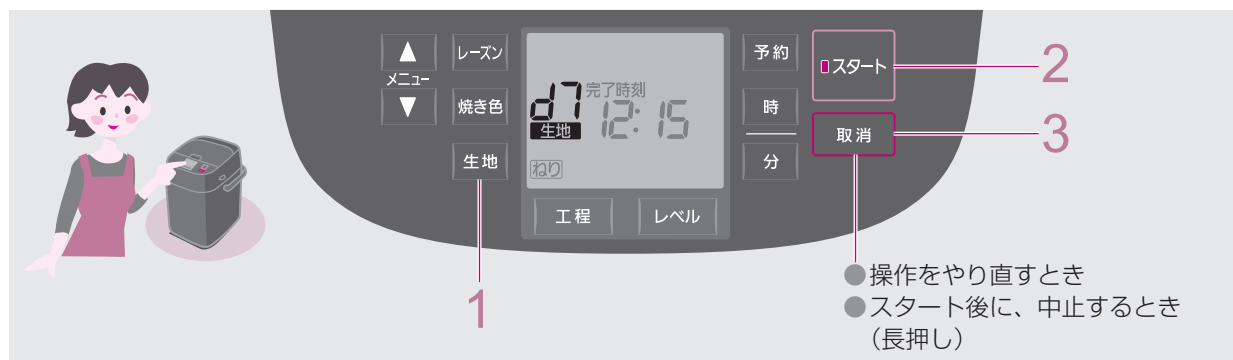 ▲
メニュー
▼
レーズン
焼き色
生地
d7
生地
完了時刻
12:15
ねり
工程
レベル
予約
時
分
スタート
取消
1
2
3
●操作をやり直すとき
●スタート後に、中止するとき
（長押し）